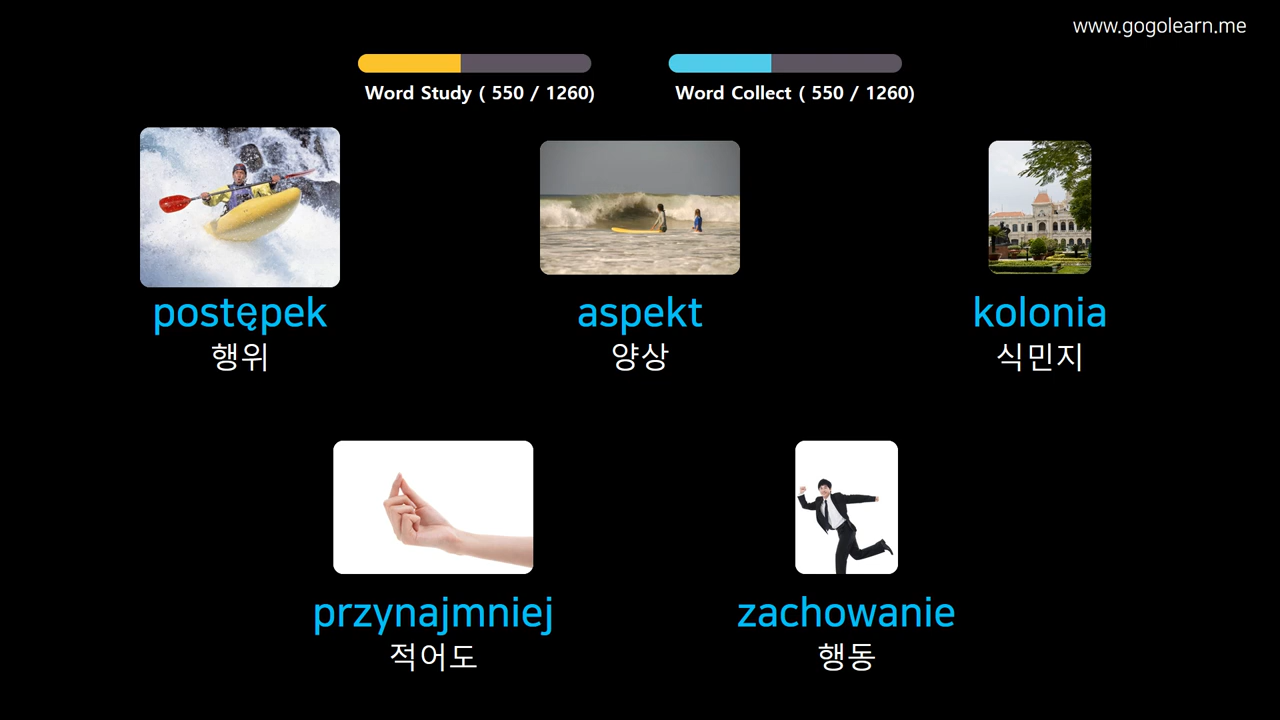 www.gogolearn.me
Word Study ( 550 / 1260)
Word Collect ( 550 / 1260)
postępek
행위
aspekt
양상
kolonia
식민지
przynajmniej
적어도
zachowanie
행동